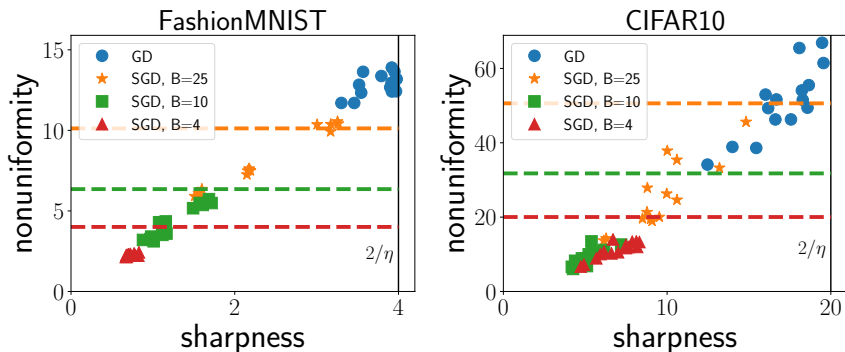 FashionMNIST
nonuniformity
15
10
5
0
GD
SGD, B=25
SGD, B=10
SGD, B=4
2/η
0
2
4
sharpness
CIFAR10
nonuniformity
60
40
20
0
GD
SGD, B=25
SGD, B=10
SGD, B=4
2/η
0
10
20
sharpness